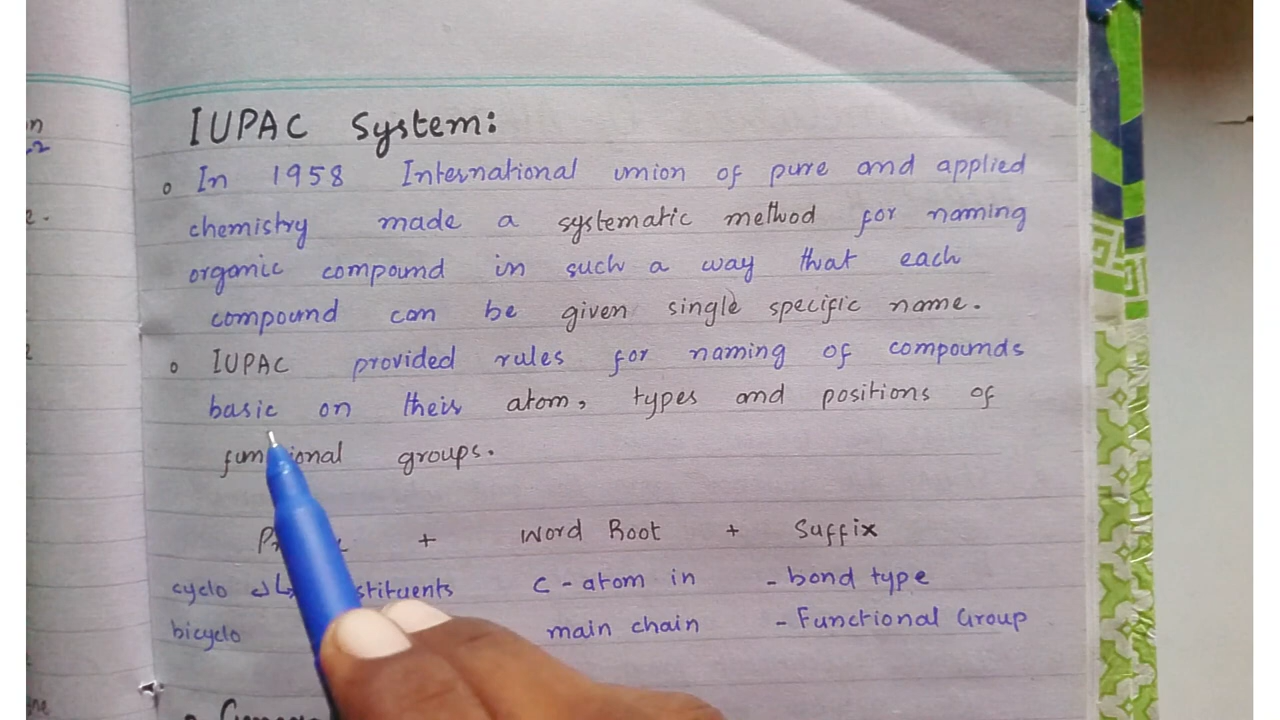 IUPAC System:
In 1958 International union of pure and applied
chemistry made a systematic method for naming
organic compound in such a way that each
compound can be given single specific name.
IUPAC provided rules for naming of compounds
basic on their atom, types and positions of
groups.
+ Word Root + Suffix
cyclo C - atom in - bond type
bicyclo main chain - Functional Group